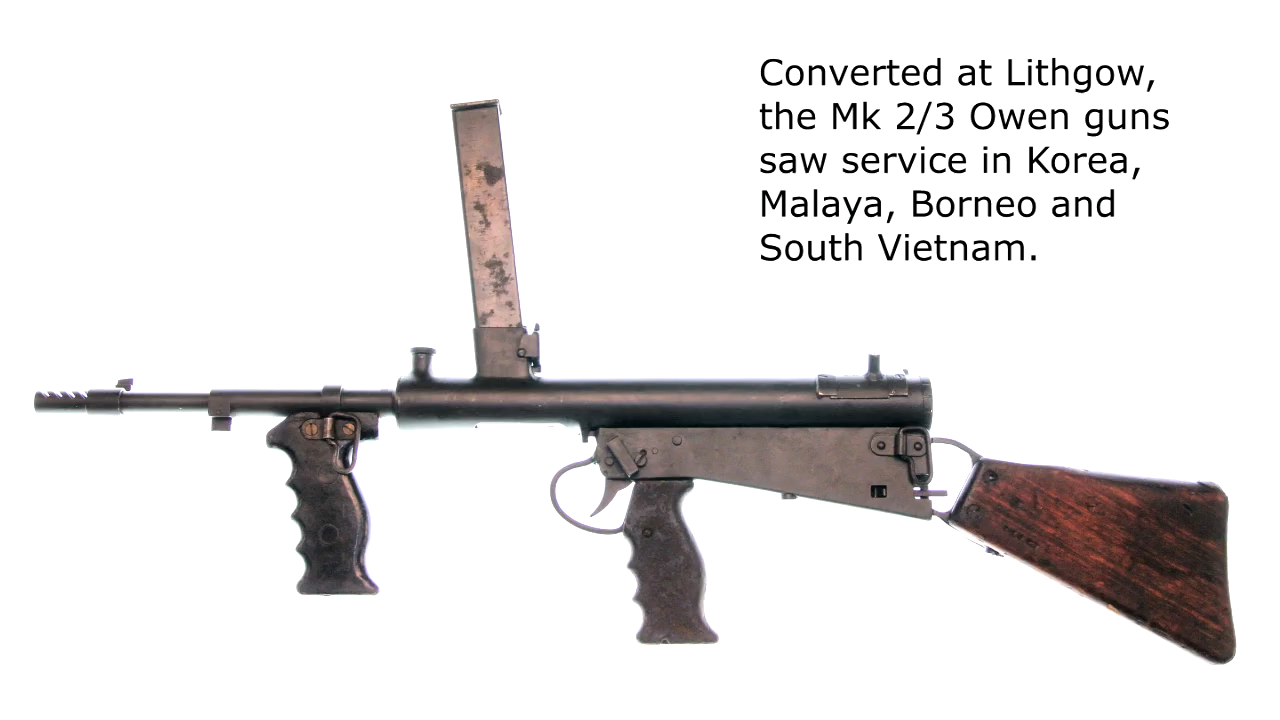 Converted at Lithgow,
the Mk 2/3 Owen guns
saw service in Korea,
Malaya, Borneo and
South Vietnam.